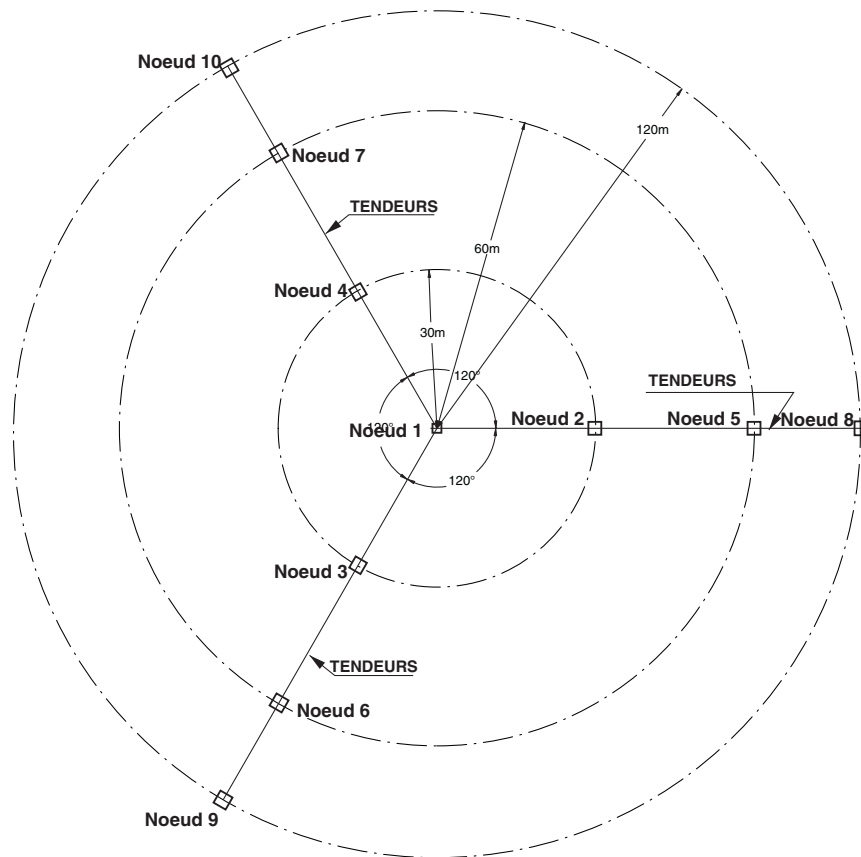 Noeud 10
120m
Noeud 7
TENDEURS
60m
Noeud 4
30m
120°
TENDEURS
Noeud 1
120°
Noeud 2
Noeud 5
Noeud 8
120°
Noeud 3
TENDEURS
Noeud 6
Noeud 9